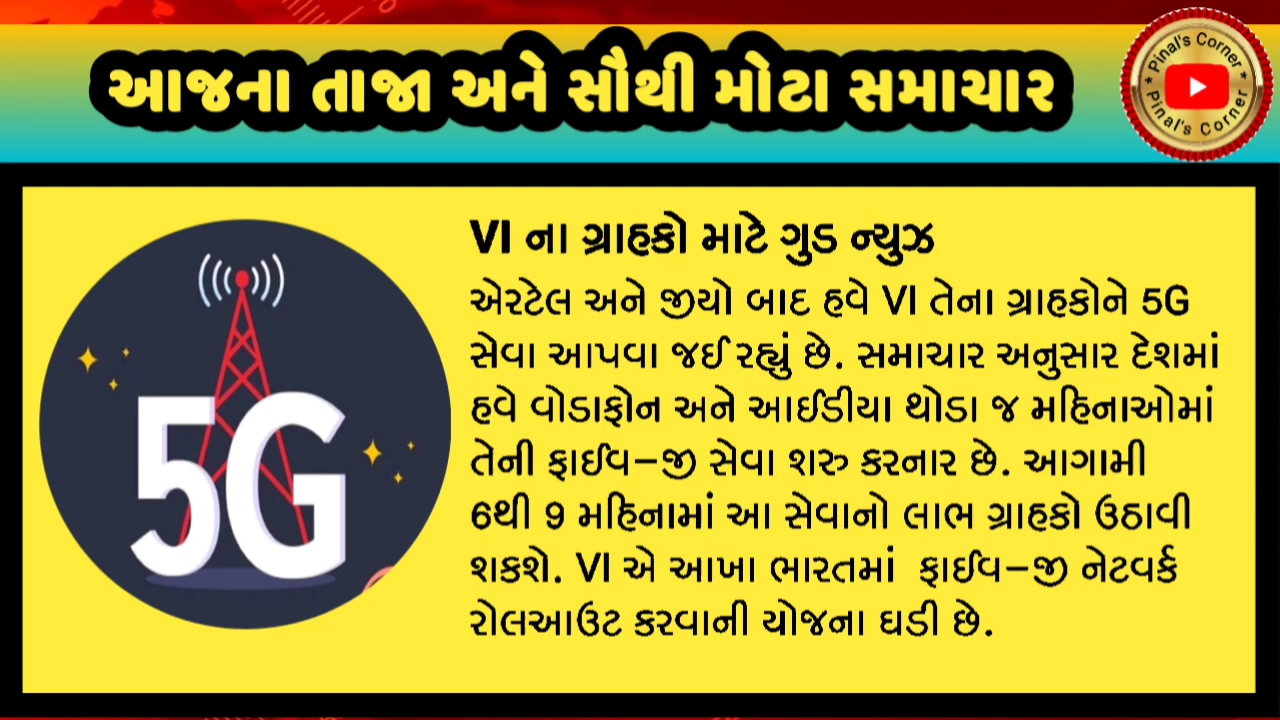 આજના તાજા અને સૌથી મોટા સમાચાર
Pinal's Corner
Pinal's Corner
5G
VI ના ગ્રાહકો માટે ગુડ ન્યુઝ
એરટેલ અને જીયો બાદ હવે VI તેના ગ્રાહકોને 5G
સેવા આપવા જઈ રહ્યું છે. સમાચાર અનુસાર દેશમાં
હવે વોડાફોન અને આઈડીયા થોડા જ મહિનાઓમાં
તેની ફાઈવ–જી સેવા શરુ કરનાર છે. આગામી
6થી 9 મહિનામાં આ સેવાનો લાભ ગ્રાહકો ઉઠાવી
શકશે. VI એ આખા ભારતમાં ફાઈવ–જી નેટવર્ક
રોલઆઉટ કરવાની યોજના ઘડી છે.